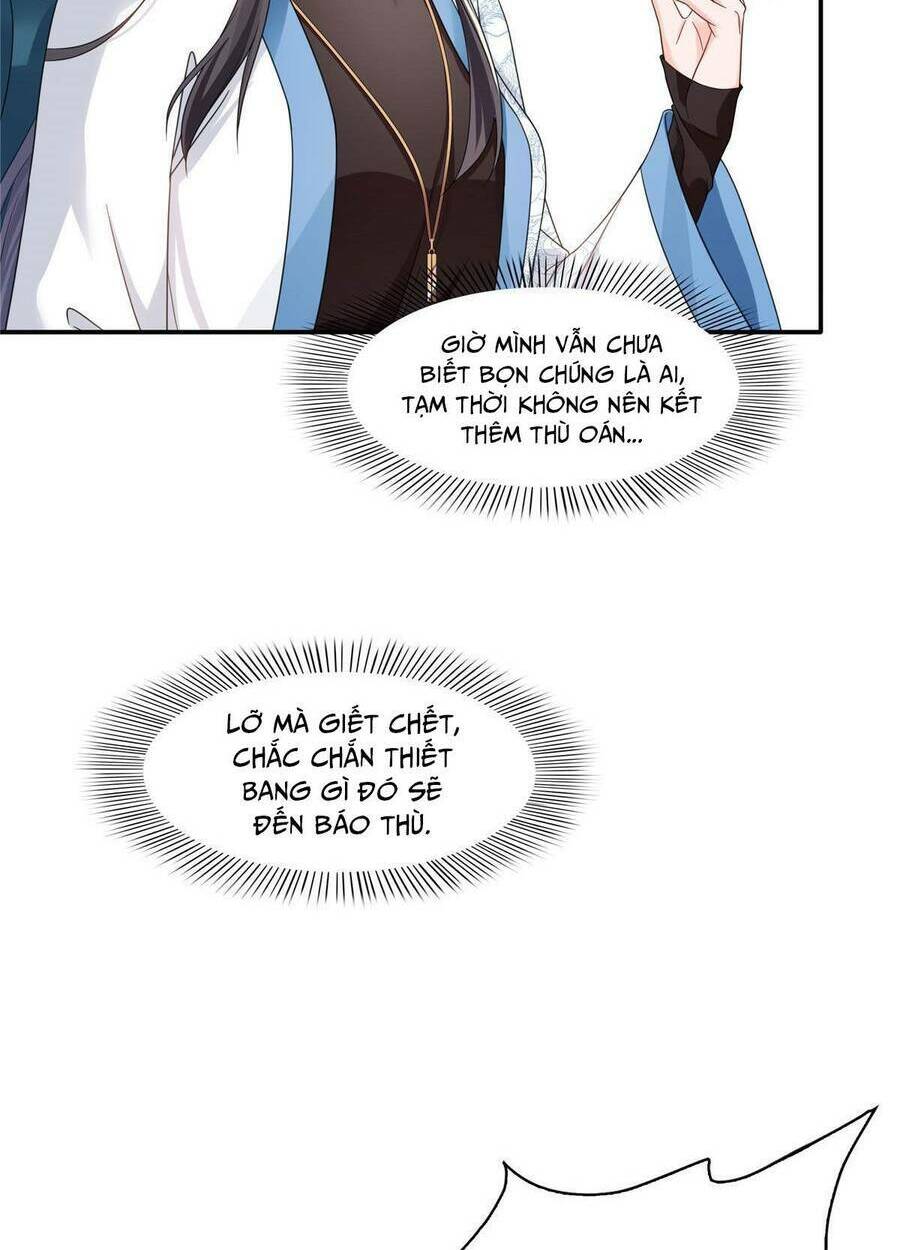 GIỜ MÌNH VẪN CHƯA
BIẾT BỌN CHÚNG LÀ AI,
TẠM THỜI KHÔNG NÊN KẾT
THÊM THÙ OÁN...
LỠ MÀ GIẾT CHẾT,
CHẮC CHẮN THIẾT
BANG GÌ ĐÓ SẼ
ĐẾN BÁO THÙ.